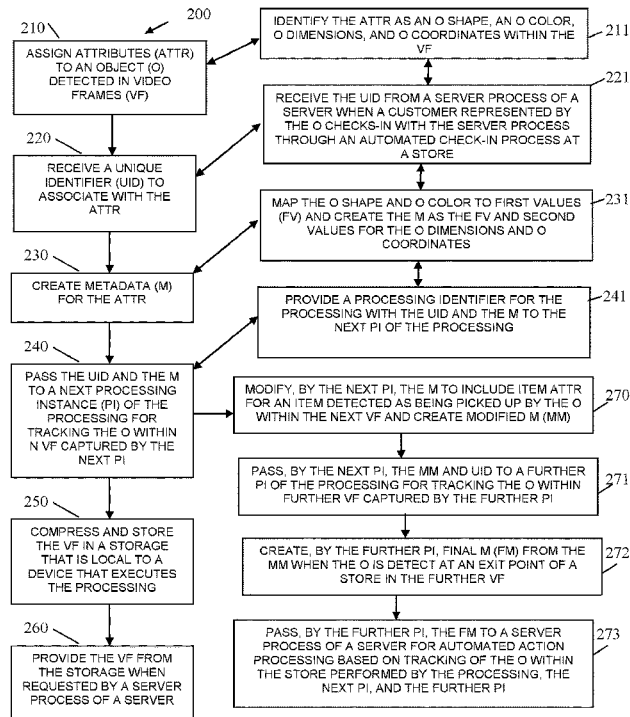 200
210
ASSIGN ATTRIBUTES (ATTR)
TO AN OBJECT (O)
DETECTED IN VIDEO
FRAMES (VF)
IDENTIFY THE ATTR AS AN O SHAPE, AN O COLOR,
O DIMENSIONS, AND O COORDINATES WITHIN THE
VF
211
220
RECEIVE A UNIQUE
IDENTIFIER (UID) TO
ASSOCIATE WITH THE
ATTR
221
RECEIVE THE UID FROM A SERVER PROCESS OF A
SERVER WHEN A CUSTOMER REPRESENTED BY
THE O CHECKS-IN WITH THE SERVER PROCESS
THROUGH AN AUTOMATED CHECK-IN PROCESS AT
A STORE
230
CREATE METADATA (M)
FOR THE ATTR
231
MAP THE O SHAPE AND O COLOR TO FIRST VALUES
(FV) AND CREATE THE M AS THE FV AND SECOND
VALUES FOR THE O DIMENSIONS AND O
COORDINATES
240
PASS THE UID AND THE M
TO A NEXT PROCESSING
INSTANCE (PI) OF THE
PROCESSING FOR
TRACKING THE O WITHIN
N VF CAPTURED BY THE
NEXT PI
241
PROVIDE A PROCESSING IDENTIFIER FOR THE
PROCESSING WITH THE UID AND THE M TO THE
NEXT PI OF THE PROCESSING
250
COMPRESS AND STORE
THE VF IN A STORAGE
THAT IS LOCAL TO A
DEVICE THAT EXECUTES
THE PROCESSING
260
PROVIDE THE VF FROM
THE STORAGE WHEN
REQUESTED BY A SERVER
PROCESS OF A SERVER
MODIFY, BY THE NEXT PI, THE M TO INCLUDE ITEM ATTR
FOR AN ITEM DETECTED AS BEING PICKED UP BY THE O
WITHIN THE NEXT VF AND CREATE MODIFIED M (MM)
270
PASS, BY THE NEXT PI, THE MM AND UID TO A FURTHER
PI OF THE PROCESSING FOR TRACKING THE O WITHIN
FURTHER VF CAPTURED BY THE FURTHER PI
271
CREATE, BY THE FURTHER PI, FINAL M (FM) FROM THE
MM WHEN THE O IS DETECT AT AN EXIT POINT OF A
STORE IN THE FURTHER VF
272
PASS, BY THE FURTHER PI, THE FM TO A SERVER
PROCESS OF A SERVER FOR AUTOMATED ACTION
PROCESSING BASED ON TRACKING OF THE O WITHIN
THE STORE PERFORMED BY THE PROCESSING, THE
NEXT PI, AND THE FURTHER PI
273